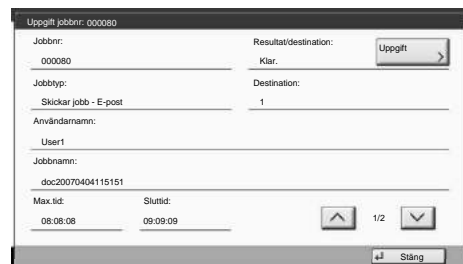 Uppgift jobbnr: 000080
Jobbnr:
Resultat/destination:
Uppgift
000080
Klar.
Jobbtyp:
Destination:
Skickar jobb - E-post
1
Användarnamn:
User1
Jobbnamn:
doc20070404115151
Max.tid:
Sluttid:
08:08:08
09:09:09
1/2
Stäng